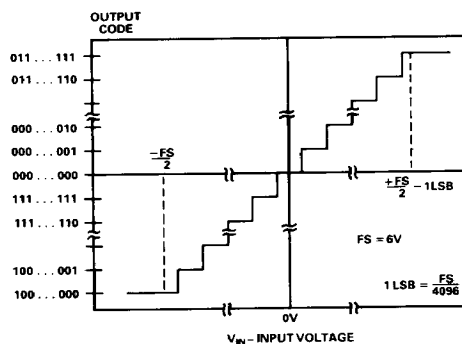 OUTPUT
CODE
011 . . . 111
011 . . . 110
000 . . . 010
000 . . . 001
000 . . . 000
111 . . . 111
111 . . . 110
100 . . . 001
100 . . . 000
–FS
2
+FS
2
– 1LSB
FS = 6V
1 LSB = FS
4096
0V
VIN – INPUT VOLTAGE